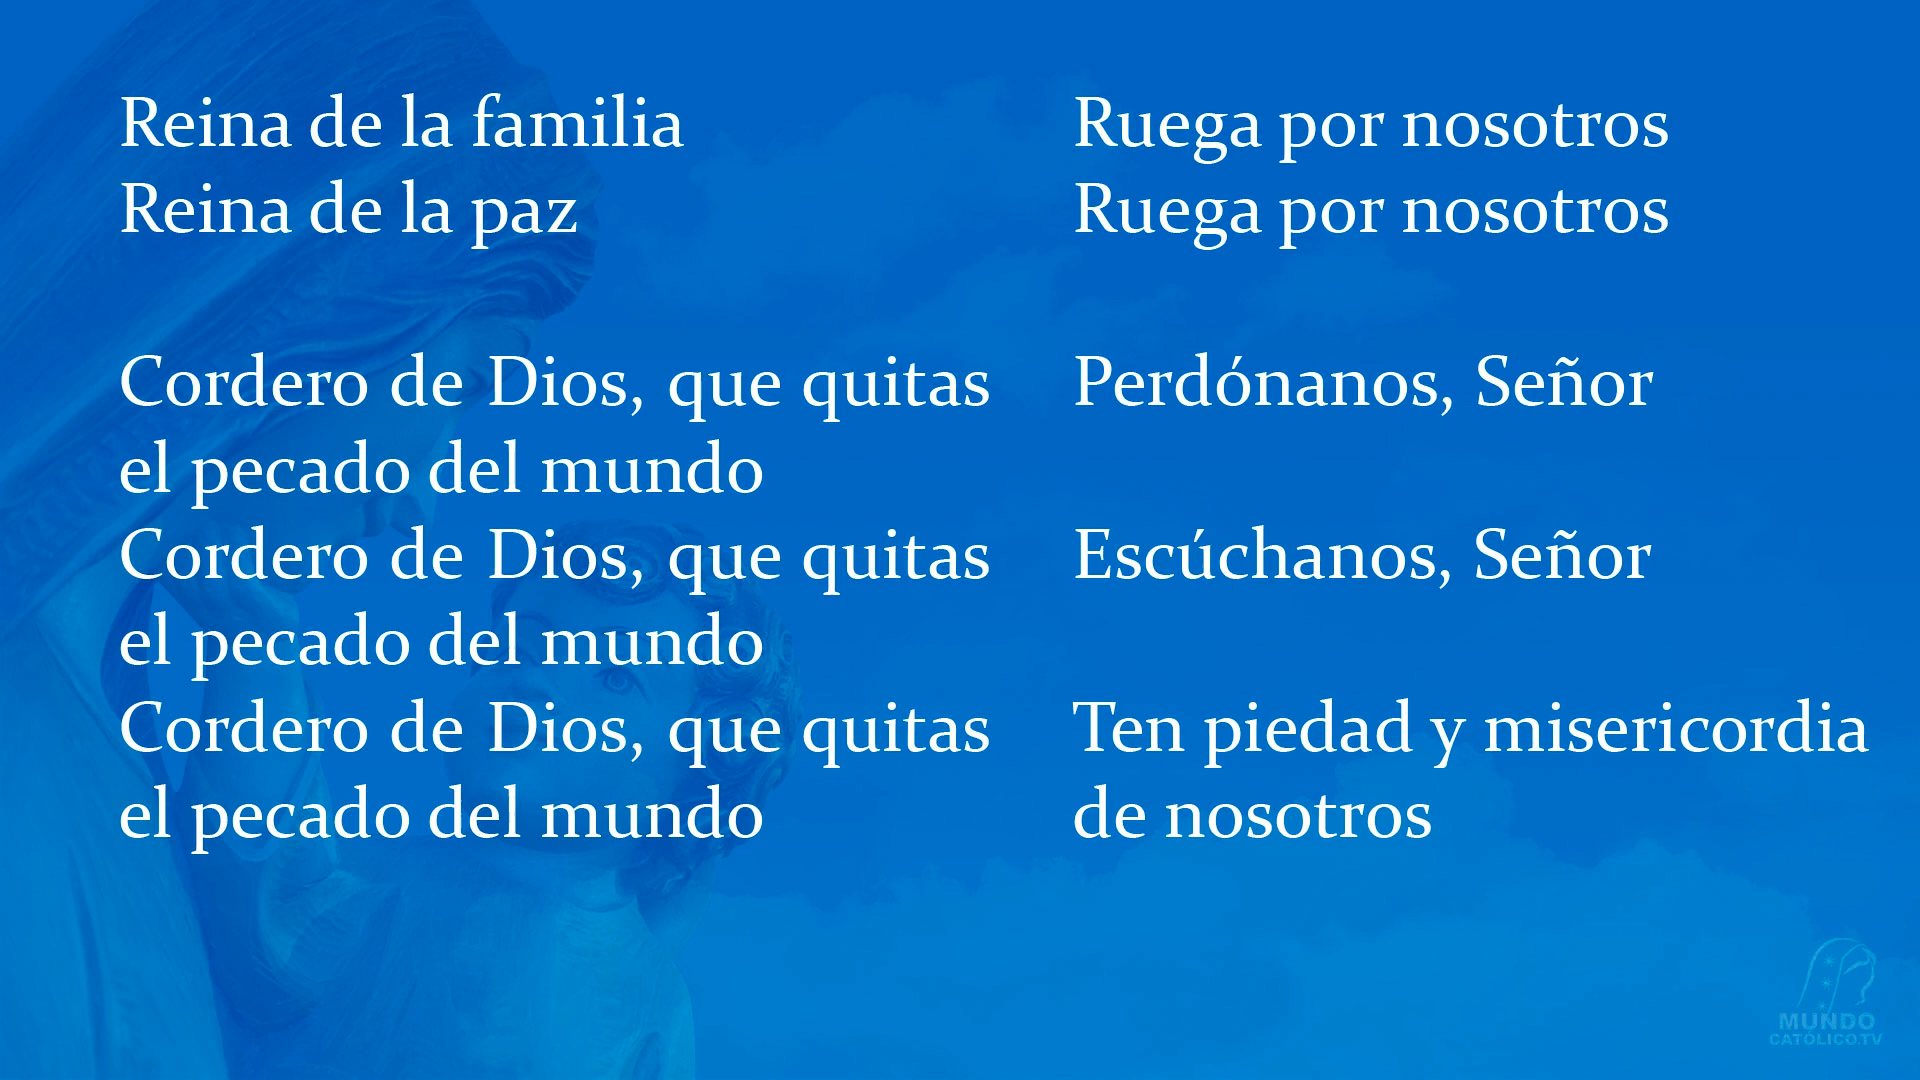 Reina de la familia Ruega por nosotros
Reina de la paz Ruega por nosotros
Cordero de Dios, que quitas Perdónanos, Señor
el pecado del mundo
Cordero de Dios, que quitas Escúchanos, Señor
el pecado del mundo
Cordero de Dios, que quitas Ten piedad y misericordia
el pecado del mundo de nosotros
MUNDO
CATOLICO.TV